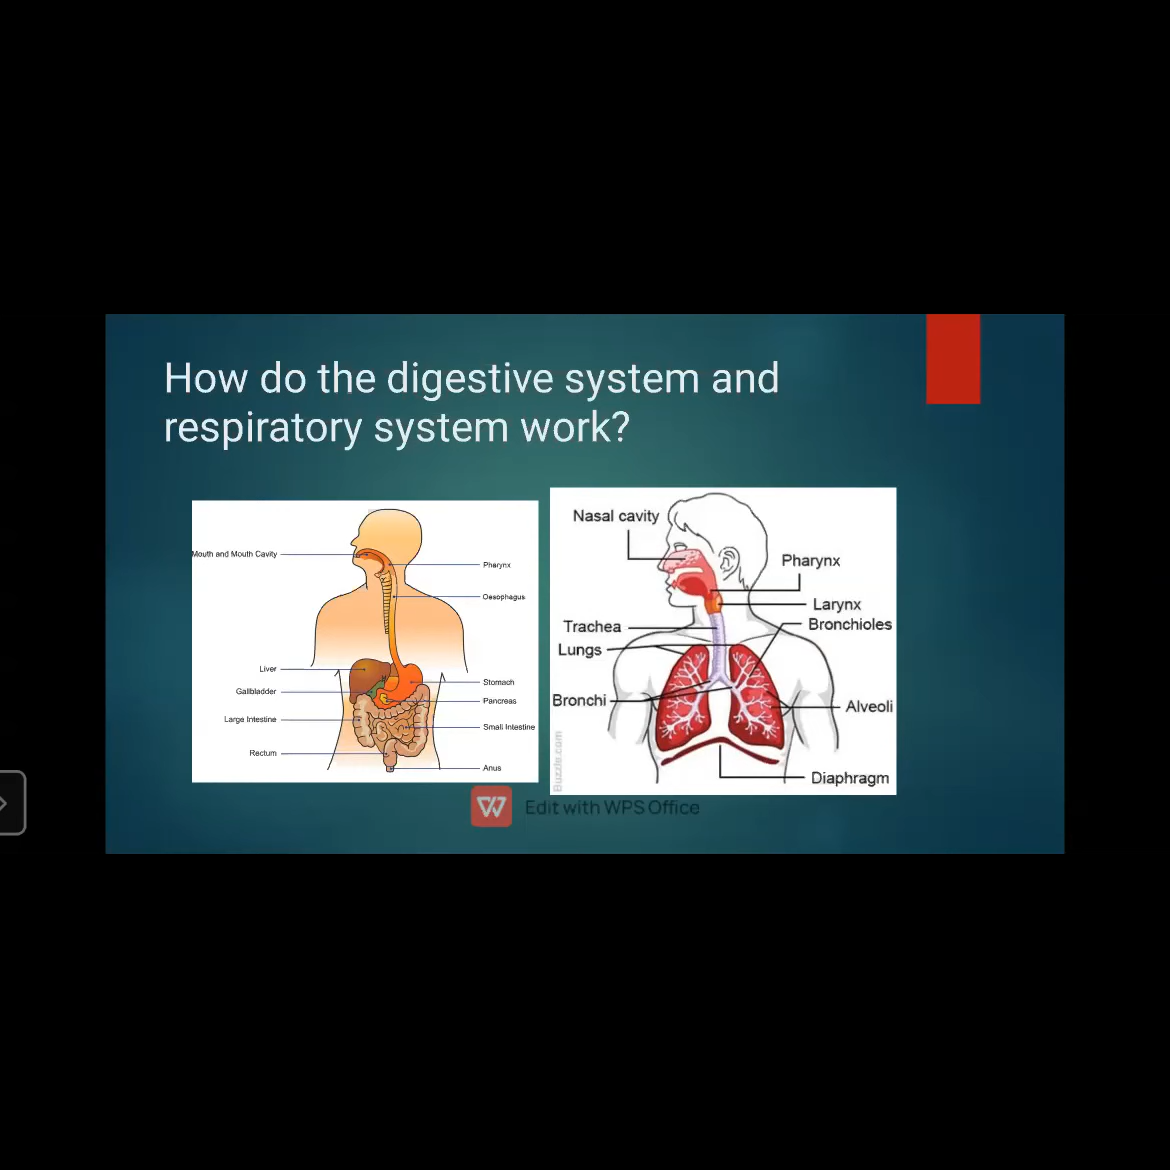 How do the digestive system and
respiratory system work?
Mouth and Mouth Cavity
Pharynx
Oesophagus
Liver
Stomach
Gallbladder
Pancreas
Large Intestine
Small Intestine
Rectum
Anus
Nasal cavity
Pharynx
Larynx
Trachea
Bronchioles
Lungs
Bronchi
Alveoli
Diaphragm
Buzzle.com
Edit with WPS Office